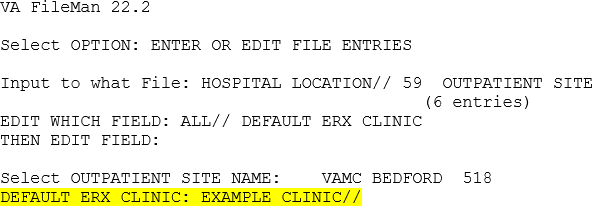 VA FileMan 22.2
Select OPTION: ENTER OR EDIT FILE ENTRIES
Input to what File: HOSPITAL LOCATION// 59  OUTPATIENT SITE
(6 entries)
EDIT WHICH FIELD: ALL// DEFAULT ERX CLINIC
THEN EDIT FIELD:
Select OUTPATIENT SITE NAME:    VAMC BEDFORD  518
DEFAULT ERX CLINIC: EXAMPLE CLINIC//